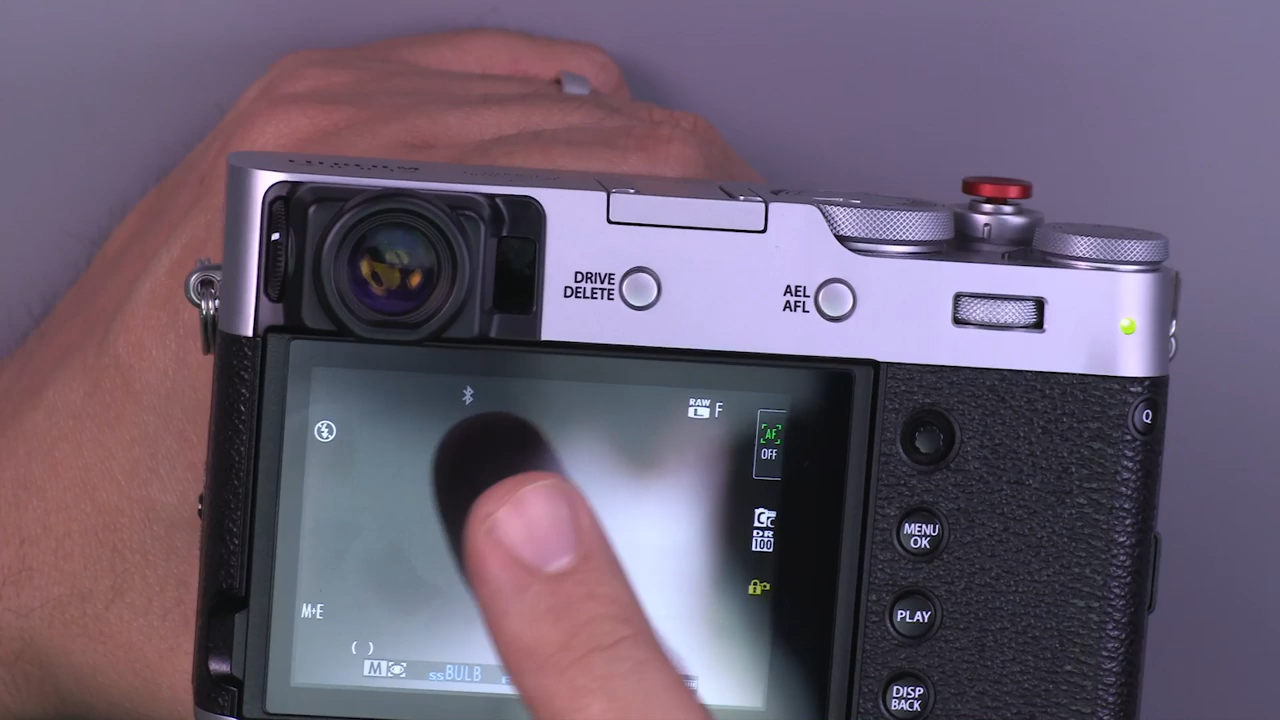 DRIVE
DELETE
AEL
AFL
Q
RAW
L F
AF
OFF
C
DR
100
M+E
( )
M ssBULB
MENU
OK
PLAY
DISP
BACK